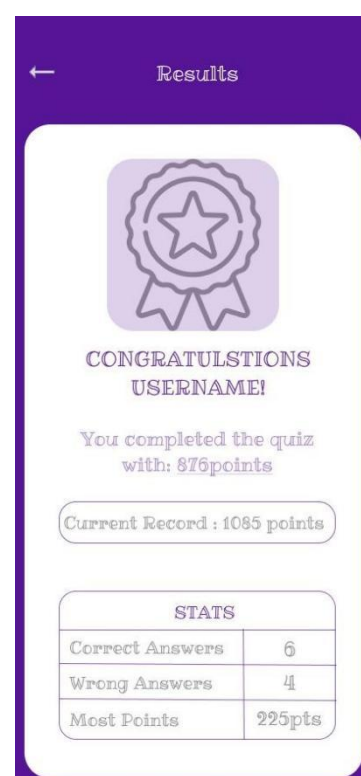 Results
CONGRATULSTIONS
USERNAME!
You completed the quiz
with: 876points
Current Record : 1085 points
STATS
Correct Answers 6
Wrong Answers 4
Most Points 225pts